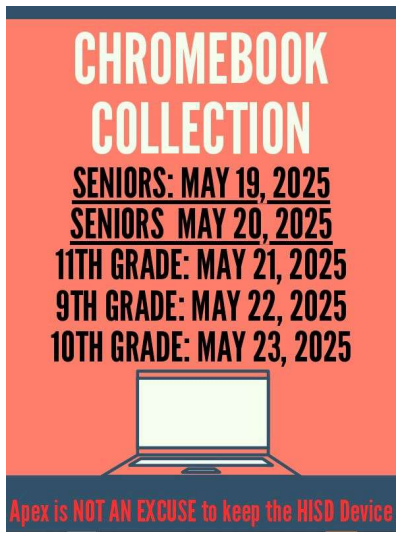 CHROMEBOOK
COLLECTION
SENIORS: MAY 19, 2025
SENIORS MAY 20, 2025
11TH GRADE: MAY 21, 2025
9TH GRADE: MAY 22, 2025
10TH GRADE: MAY 23, 2025
Apex is NOT AN EXCUSE to keep the HISD Device